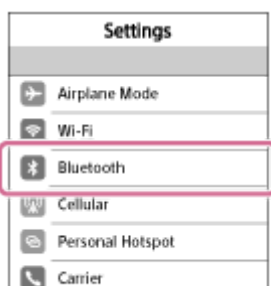 Settings
Airplane Mode
Wi-Fi
Bluetooth
Cellular
Personal Hotspot
Carrier